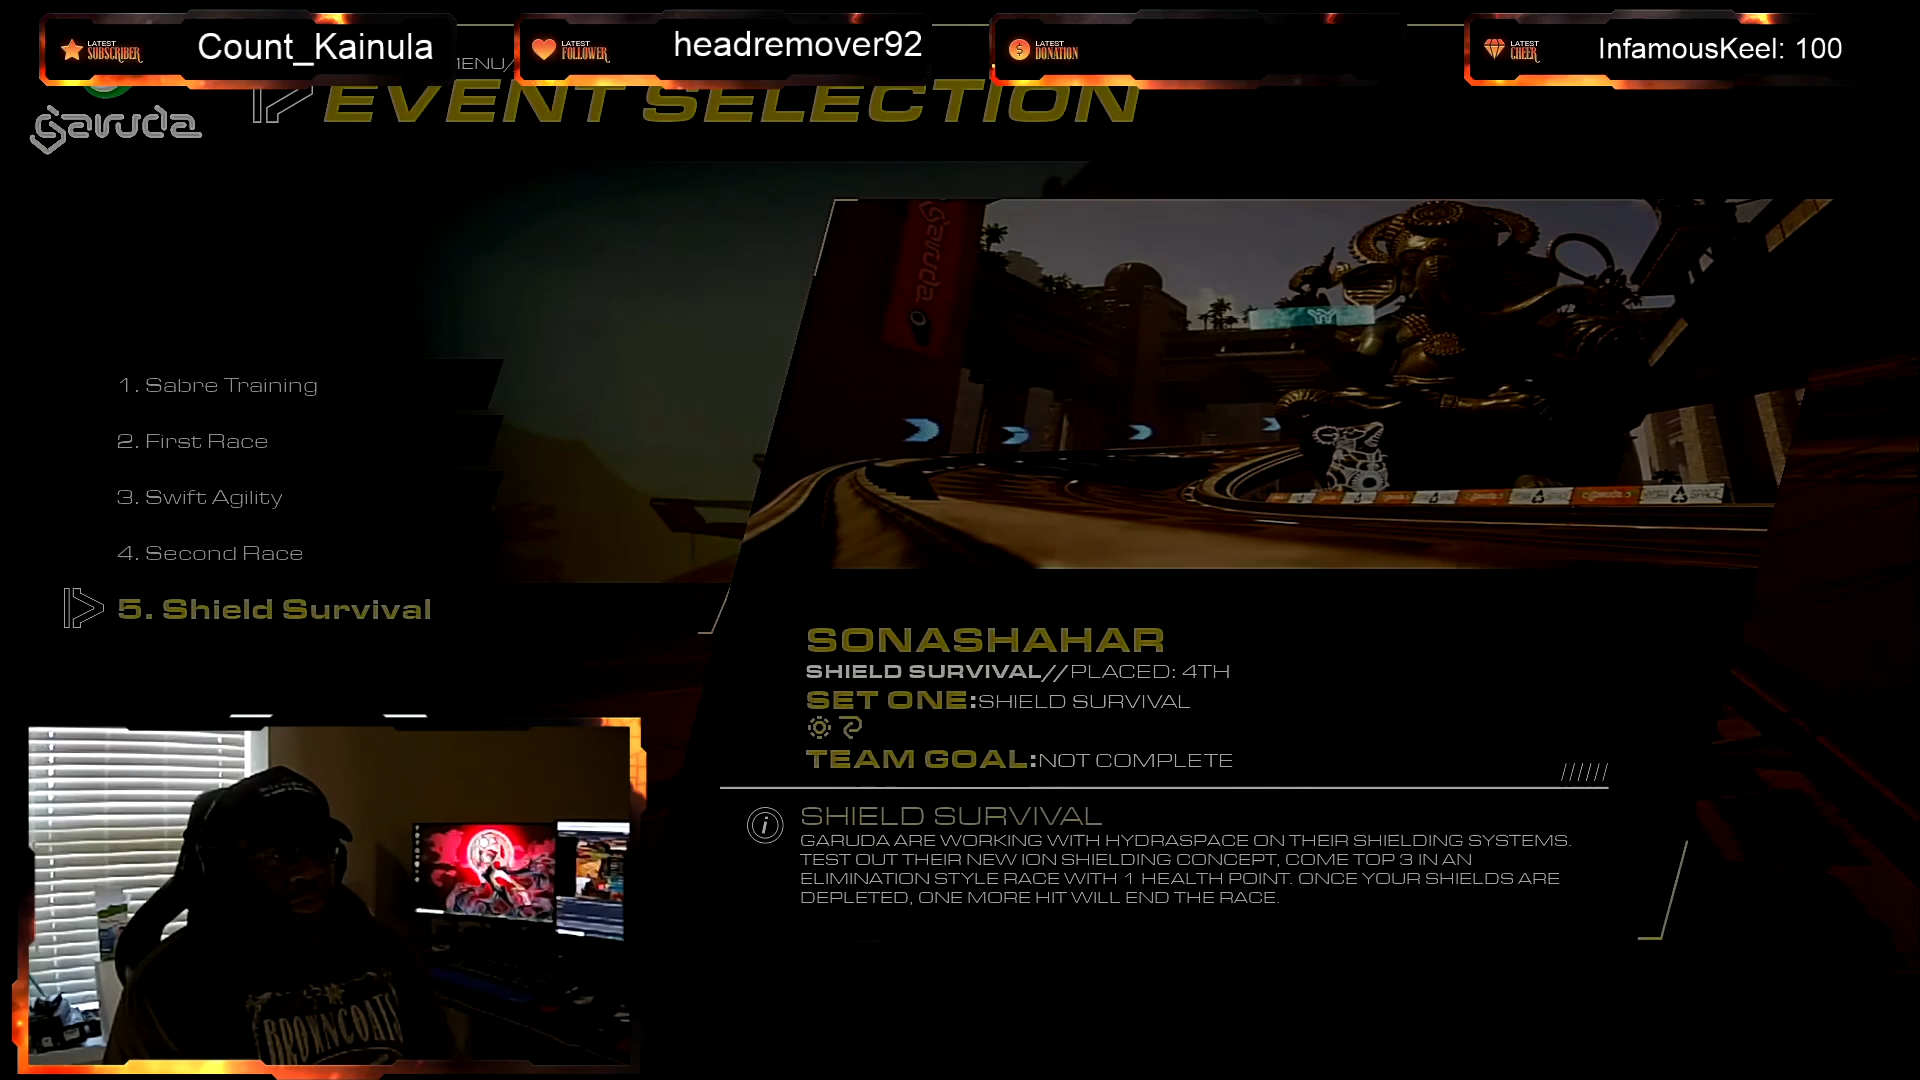 LATEST SUBSCRIBER
Count_Kainula
LATEST FOLLOWER
headremover92
LATEST DONATION
LATEST CHEER
InfamousKeel: 100
MENU/
Garuda
EVENT SELECTION
Garuda
1. Sabre Training
2. First Race
3. Swift Agility
4. Second Race
5. Shield Survival
SONASHAHAR
SHIELD SURVIVAL//PLACED: 4TH
SET ONE:SHIELD SURVIVAL
TEAM GOAL:NOT COMPLETE
SHIELD SURVIVAL
GARUDA ARE WORKING WITH HYDRASPACE ON THEIR SHIELDING SYSTEMS.
TEST OUT THEIR NEW ION SHIELDING CONCEPT, COME TOP 3 IN AN
ELIMINATION STYLE RACE WITH 1 HEALTH POINT. ONCE YOUR SHIELDS ARE
DEPLETED, ONE MORE HIT WILL END THE RACE.
BROWNCOATS